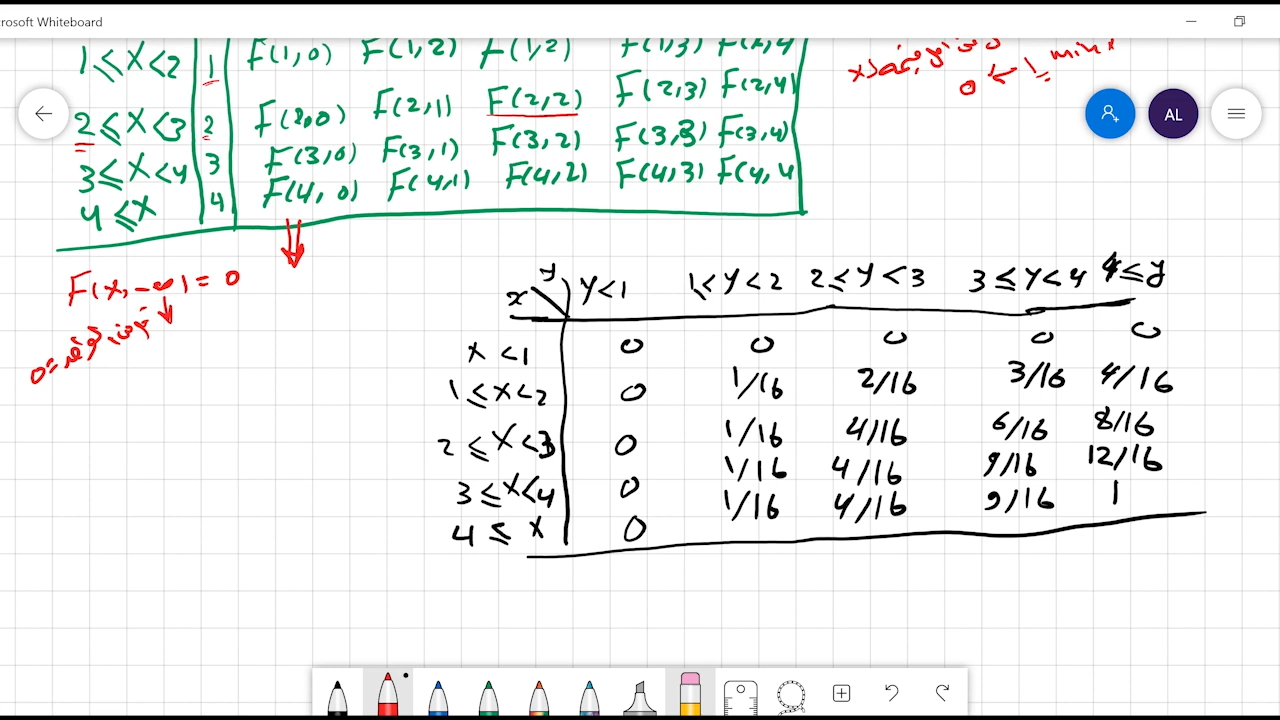 Microsoft Whiteboard
1 ≤ X < 2 | 1 | F(1,0) F(1,2) F(1,2) F(1,3) F(1,4)
2 ≤ X < 3 | 2 | F(2,0) F(2,1) F(2,2) F(2,3) F(2,4)
3 ≤ X < 4 | 3 | F(3,0) F(3,1) F(3,2) F(3,3) F(3,4)
4 ≤ X | 4 | F(4,0) F(4,1) F(4,2) F(4,3) F(4,4)
min x
0 ← 1
AL
F(x, -∞) = 0
x y | y < 1 1 ≤ y < 2 2 ≤ y < 3 3 ≤ y < 4 4 ≤ y
x < 1 | 0 0 0 0 0
1 ≤ X < 2 | 0 1/16 2/16 3/16 4/16
2 ≤ X < 3 | 0 1/16 4/16 6/16 8/16
3 ≤ X < 4 | 0 1/16 4/16 9/16 12/16
4 ≤ X | 0 1/16 4/16 9/16 1